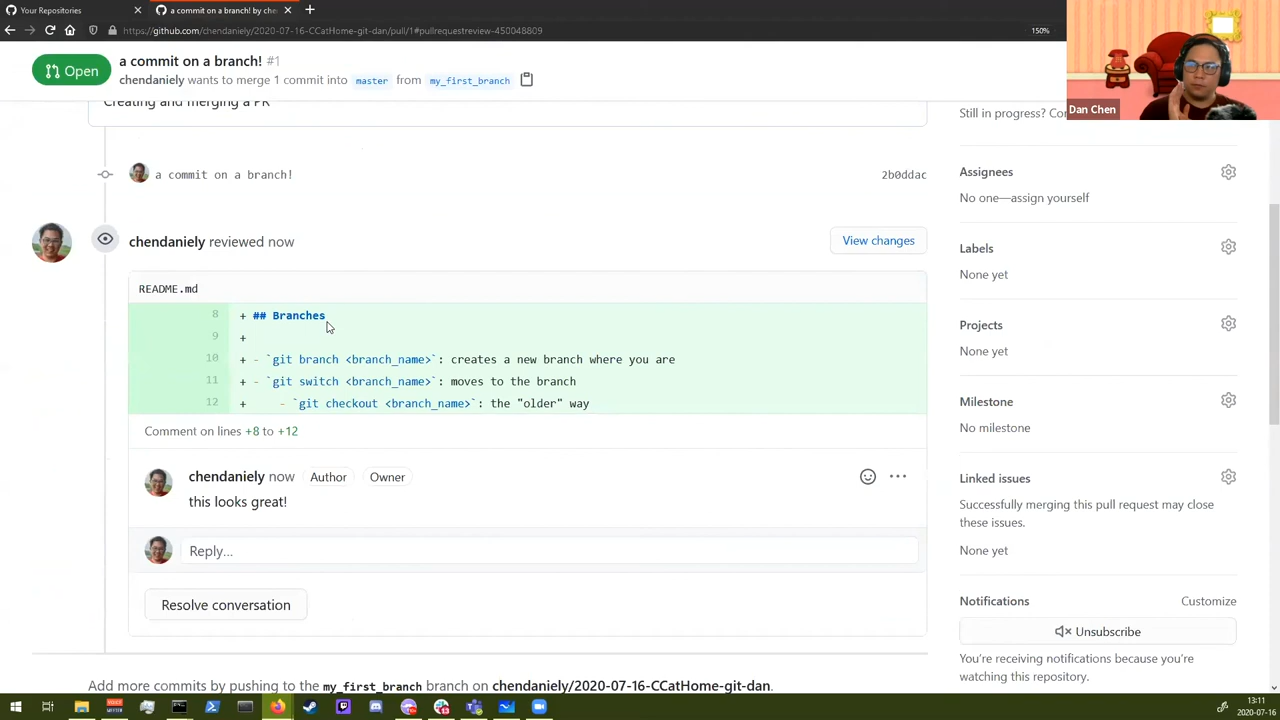 Your Repositories
a commit on a branch! by che
https://github.com/chendaniely/2020-07-16-CCatHome-git-dan/pull/1#pullrequestreview-450048809
150%
Open
a commit on a branch! #1
chendaniely wants to merge 1 commit into master from my_first_branch
Dan Chen
Creating and merging a PR
Still in progress? Con
a commit on a branch!
2b0ddac
Assignees
No one—assign yourself
chendaniely reviewed now
View changes
Labels
None yet
README.md
8 + ## Branches
9 +
10 + - `git branch <branch_name>`: creates a new branch where you are
11 + - `git switch <branch_name>`: moves to the branch
12 + - `git checkout <branch_name>`: the "older" way
Projects
None yet
Milestone
No milestone
Comment on lines +8 to +12
chendaniely now Author Owner
this looks great!
Linked issues
Successfully merging this pull request may close
these issues.
None yet
Reply...
Resolve conversation
Notifications
Customize
Unsubscribe
You're receiving notifications because you're
watching this repository.
Add more commits by pushing to the my_first_branch branch on chendaniely/2020-07-16-CCatHome-git-dan.
13:11
2020-07-16